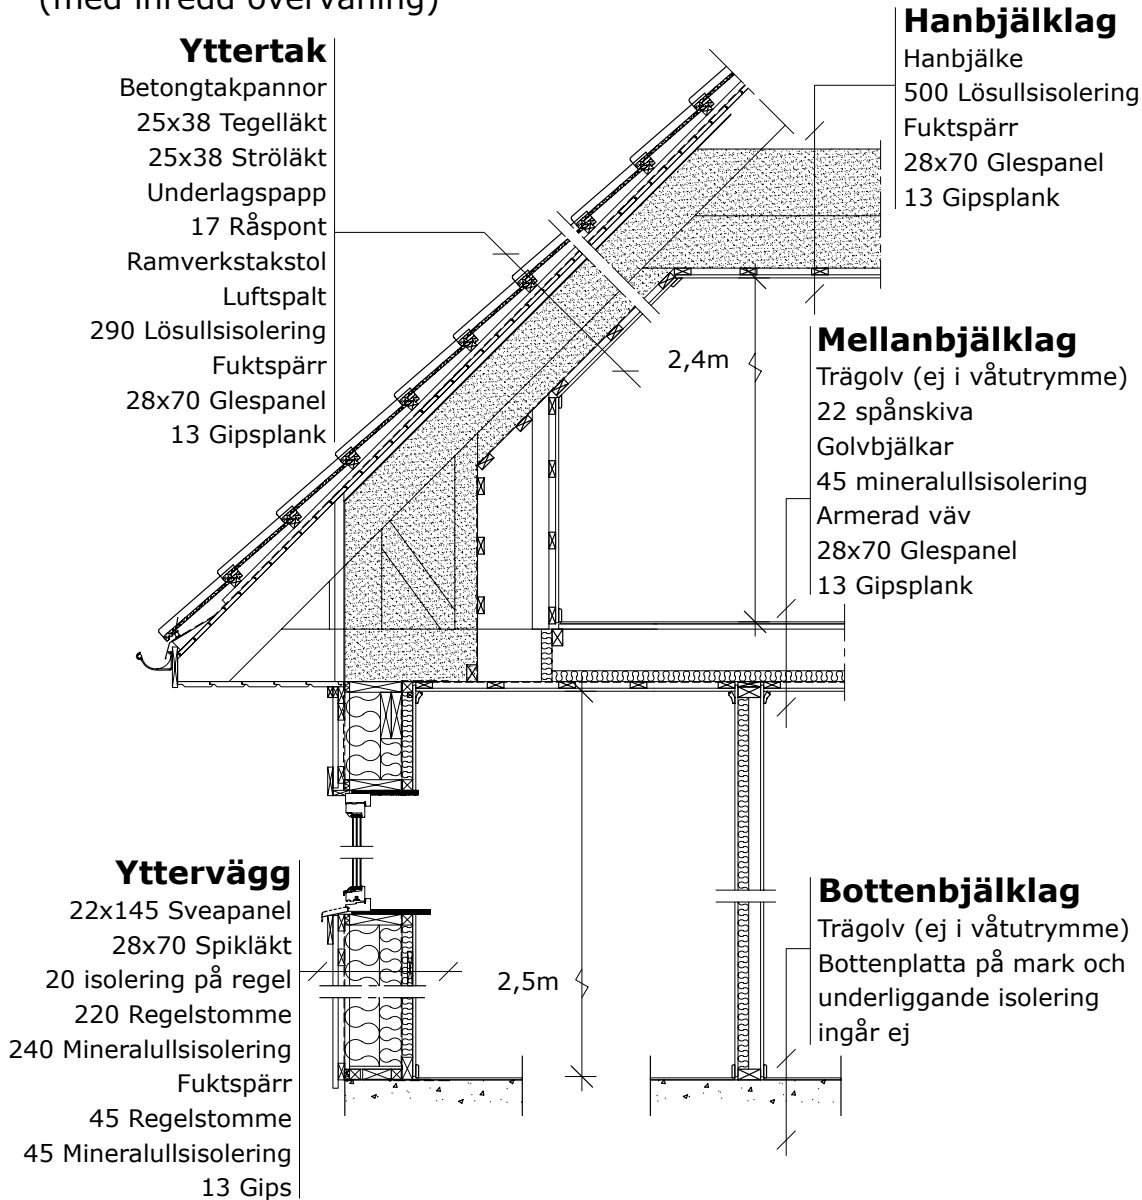 (med inredd övervåning)
Yttertak
Betongtakpannor
25x38 Tegelläkt
25x38 Ströläkt
Underlagspapp
17 Råspont
Ramverkstakstol
Luftspalt
290 Lösullsisolering
Fuktspärr
28x70 Glespanel
13 Gipsplank
Hanbjälklag
Hanbjälke
500 Lösullsisolering
Fuktspärr
28x70 Glespanel
13 Gipsplank
2,4m
Mellanbjälklag
Trägolv (ej i våtutrymme)
22 spånskiva
Golvbjälkar
45 mineralullsisolering
Armerad väv
28x70 Glespanel
13 Gipsplank
Yttervägg
22x145 Sveapanel
28x70 Spikläkt
20 isolering på regel
220 Regelstomme
240 Mineralullsisolering
Fuktspärr
45 Regelstomme
45 Mineralullsisolering
13 Gips
2,5m
Bottenbjälklag
Trägolv (ej i våtutrymme)
Bottenplatta på mark och
underliggande isolering
ingår ej